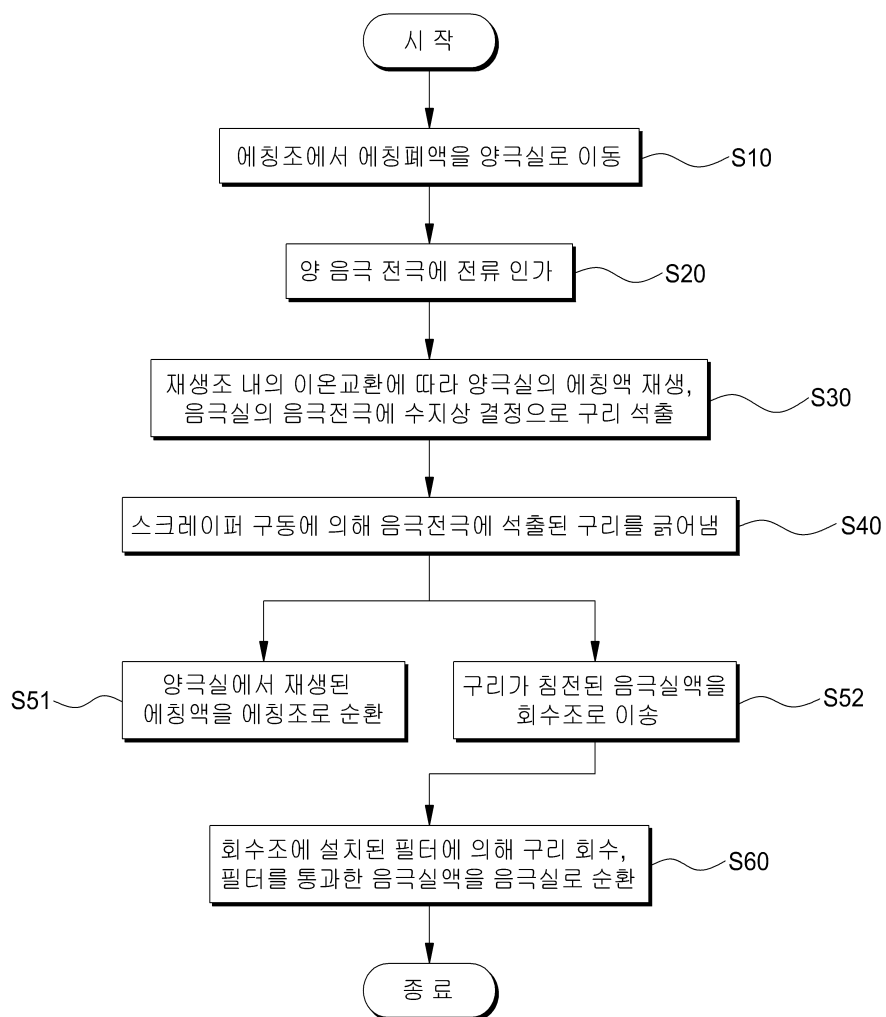 시 작
에칭조에서 에칭폐액을 양극실로 이동
S10
양 음극 전극에 전류 인가
S20
재생조 내의 이온교환에 따라 양극실의 에칭액 재생,
음극실의 음극전극에 수지상 결정으로 구리 석출
S30
스크레이퍼 구동에 의해 음극전극에 석출된 구리를 긁어냄
S40
S51
양극실에서 재생된
에칭액을 에칭조로 순환
구리가 침전된 음극실액을
회수조로 이송
S52
회수조에 설치된 필터에 의해 구리 회수,
필터를 통과한 음극실액을 음극실로 순환
S60
종 료